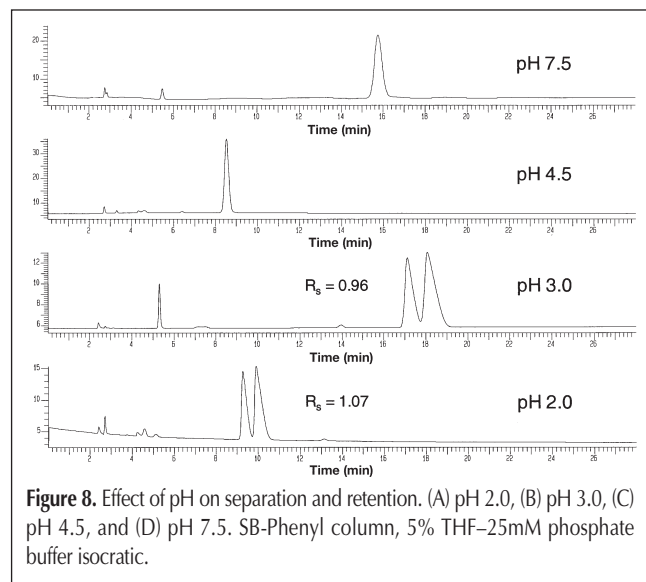 20
10
pH 7.5
2 4 6 8 10 12 14 16 18 20 22 24 26
Time (min)
30
20
10
pH 4.5
2 4 6 8 10 12 14 16 18 20 22 24 26
Time (min)
12
10
8
6
Rs = 0.96
pH 3.0
2 4 6 8 10 12 14 16 18 20 22 24 26
Time (min)
15
10
5
Rs = 1.07
pH 2.0
2 4 6 8 10 12 14 16 18 20 22 24 26
Time (min)
Figure 8. Effect of pH on separation and retention. (A) pH 2.0, (B) pH 3.0, (C)
pH 4.5, and (D) pH 7.5. SB-Phenyl column, 5% THF–25mM phosphate
buffer isocratic.